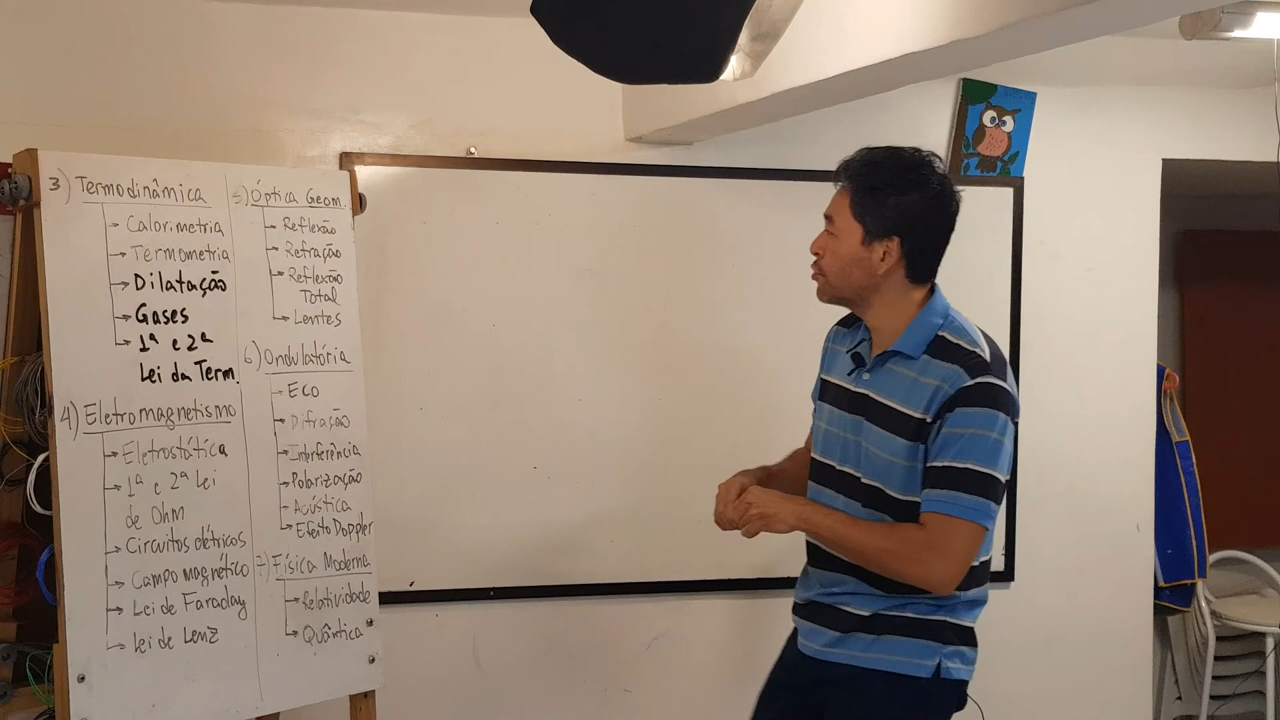 3) Termodinâmica
Calorimetria
Termometria
Dilatação
Gases
1ª e 2ª
Lei da Term.
4) Eletromagnetismo
Eletrostática
1ª e 2ª Lei
de Ohm
Circuitos elétricos
Campo magnético
Lei de Faraday
Lei de Lenz
5) Óptica Geom.
Reflexão
Refração
Reflexão
Total
Lentes
6) Ondulatória
Eco
Difração
Interferência
Polarização
Acústica
Efeito Doppler
7) Física Moderna
Relatividade
Quântica